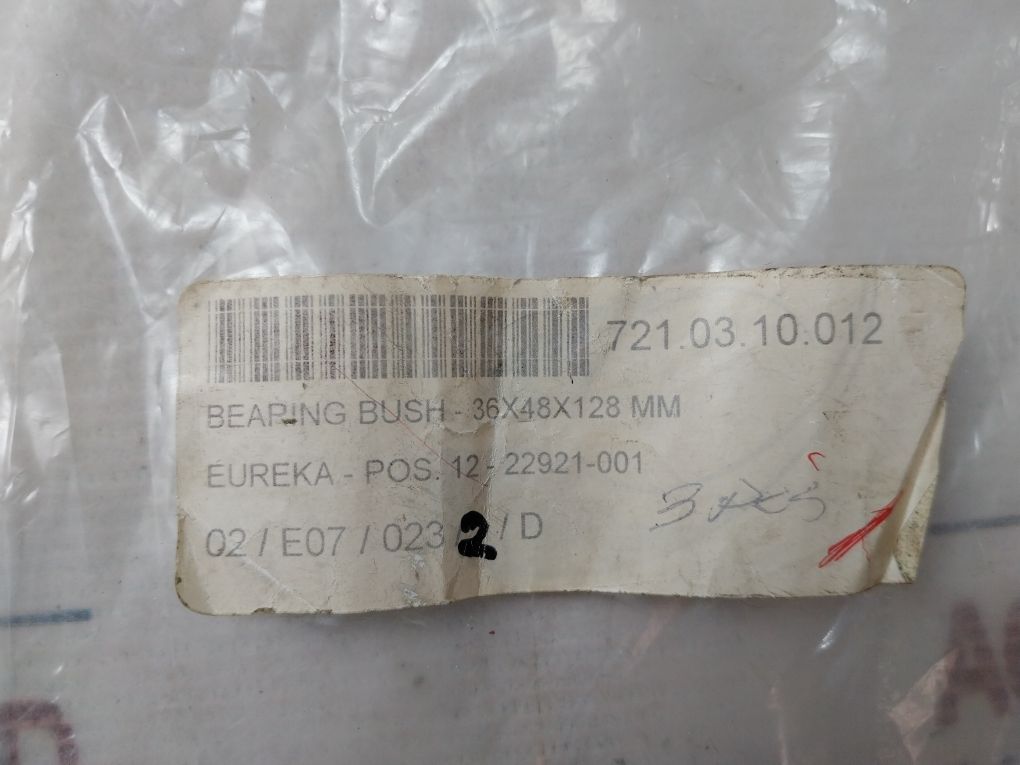 721.03.10.012
BEARING BUSH - 36X48X128 MM
EUREKA - POS. 12 - 22921-001
02 / E07 / 023 2 / D